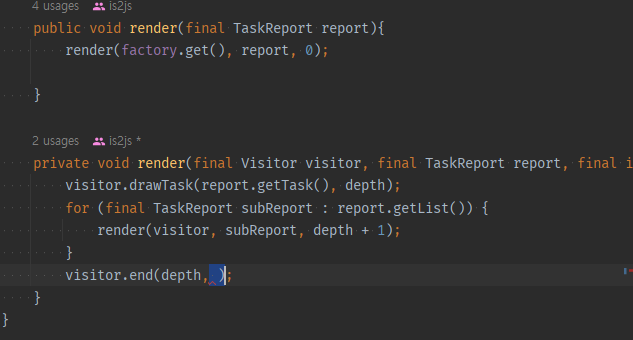 4 usages is2js
public void render(final TaskReport report){
render(factory.get(), report, 0);
}
2 usages is2js *
private void render(final Visitor visitor, final TaskReport report, final i
visitor.drawTask(report.getTask(), depth);
for (final TaskReport subReport : report.getList()) {
render(visitor, subReport, depth + 1);
}
visitor.end(depth, );
}
}